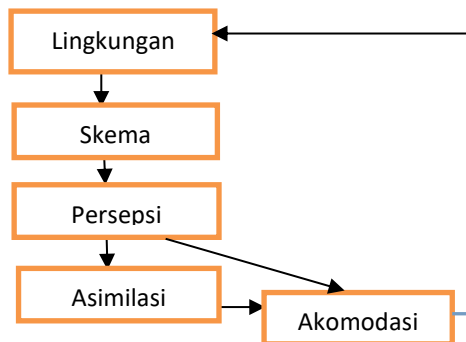 Lingkungan
Skema
Persepsi
Asimilasi
Akomodasi